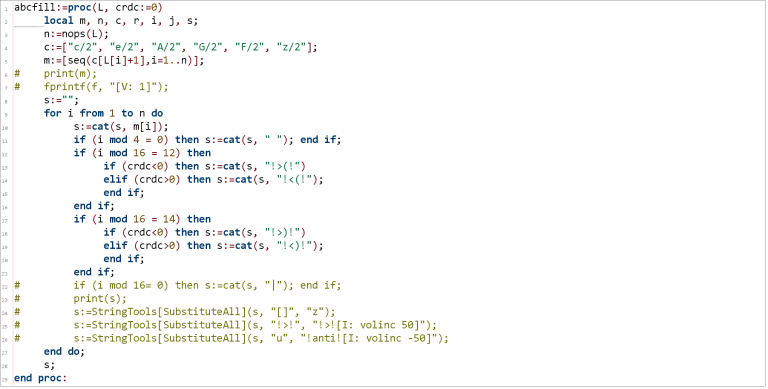 1 abcfill:=proc(L, crdc:=0)
2 local m, n, c, r, i, j, s;
3 n:=nops(L);
4 c:=["c/2", "e/2", "A/2", "G/2", "F/2", "z/2"];
5 m:=[seq(c[L[i]+1],i=1..n)];
6 # print(m);
7 # fprintf(f, "[V: 1]");
8 s:="";
9 for i from 1 to n do
10 s:=cat(s, m[i]);
11 if (i mod 4 = 0) then s:=cat(s, " "); end if;
12 if (i mod 16 = 12) then
13 if (crdc<0) then s:=cat(s, "!>(!")
14 elif (crdc>0) then s:=cat(s, "!<(!");
15 end if;
16 end if;
17 if (i mod 16 = 14) then
18 if (crdc<0) then s:=cat(s, "!>)!")
19 elif (crdc>0) then s:=cat(s, "!<)!");
20 end if;
21 end if;
22 # if (i mod 16= 0) then s:=cat(s, "|"); end if;
23 # print(s);
24 # s:=StringTools[SubstituteAll](s, "[]", "z");
25 # s:=StringTools[SubstituteAll](s, "!>!", "!>![I: volinc 50]");
26 # s:=StringTools[SubstituteAll](s, "u", "!anti![I: volinc -50]");
27 end do;
28 s;
29 end proc: